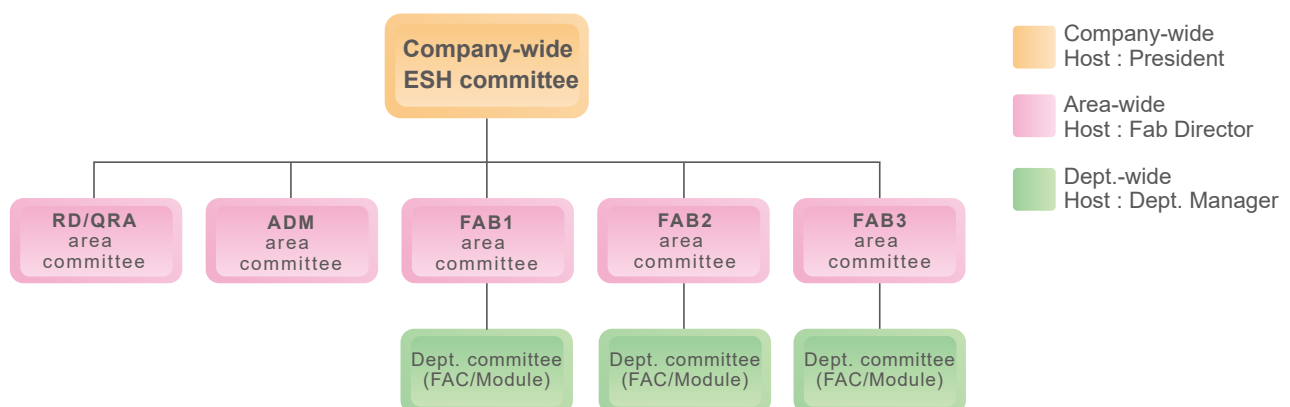 Company-wide
ESH committee
Company-wide
Host : President
Area-wide
Host : Fab Director
Dept.-wide
Host : Dept. Manager
RD/QRA
area
committee
ADM
area
committee
FAB1
area
committee
FAB2
area
committee
FAB3
area
committee
Dept. committee
(FAC/Module)
Dept. committee
(FAC/Module)
Dept. committee
(FAC/Module)